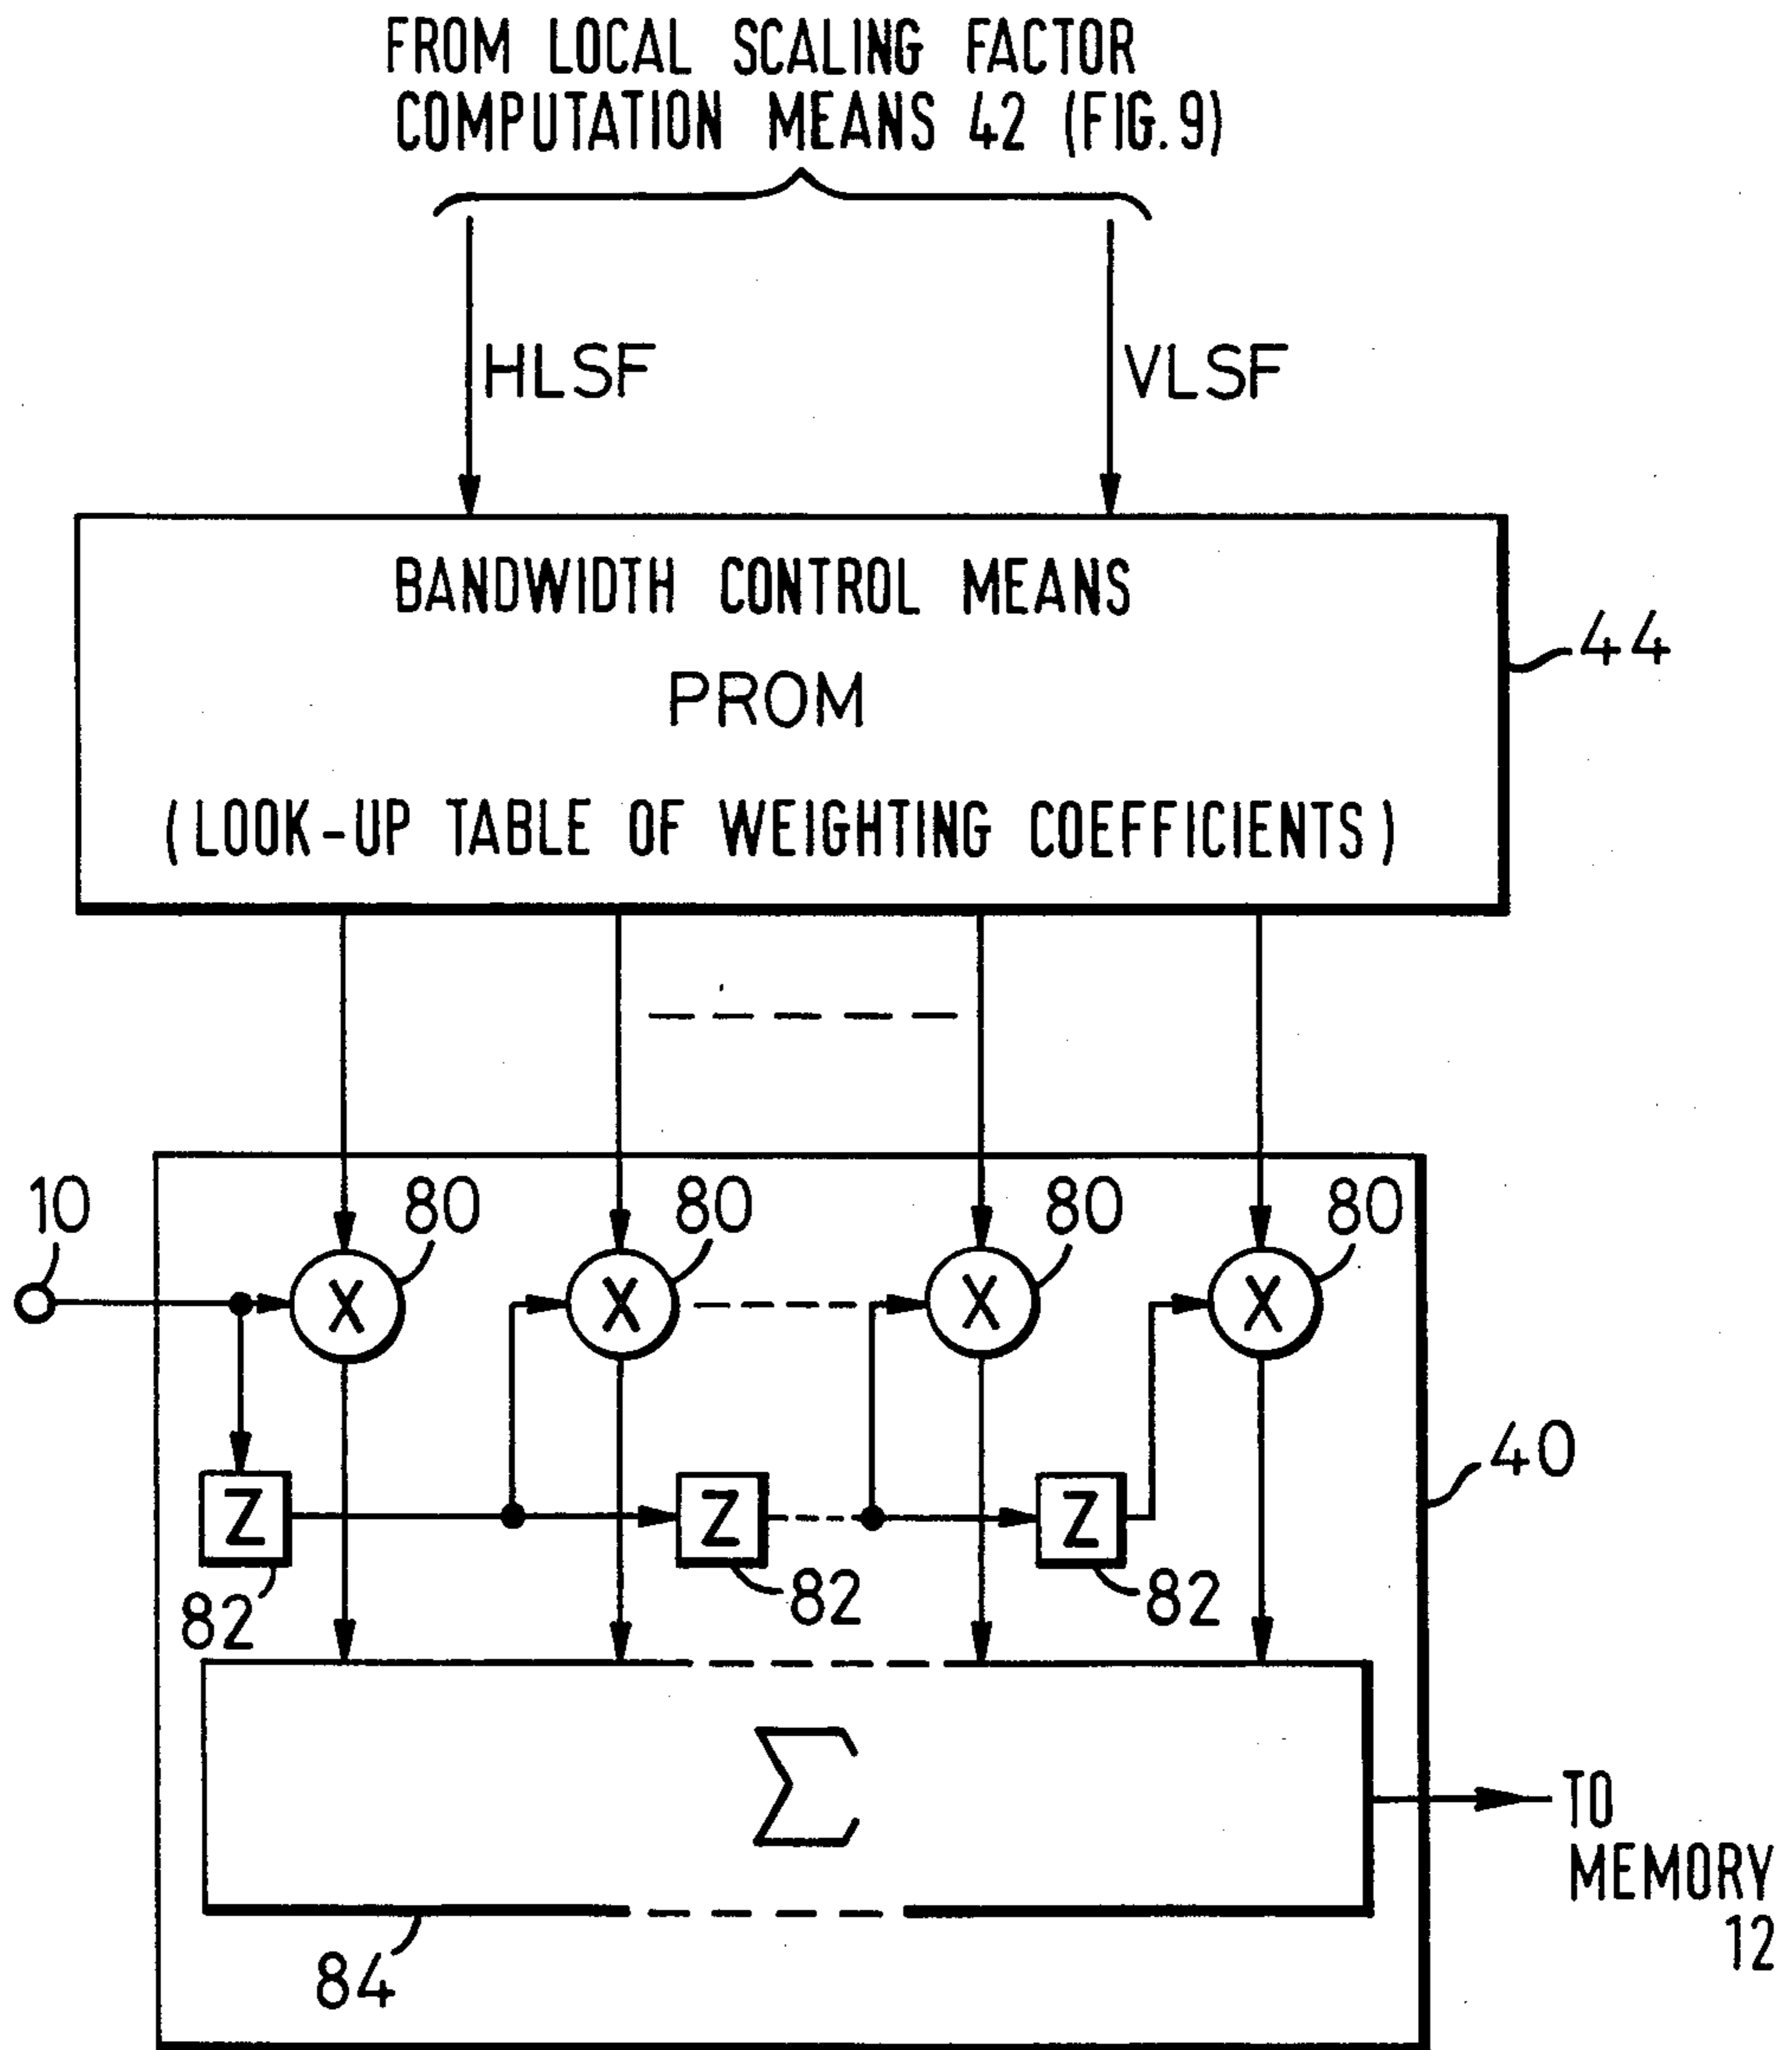 FROM LOCAL SCALING FACTOR
COMPUTATION MEANS 42 (FIG. 9)
HLSF
VLSF
BANDWIDTH CONTROL MEANS
PROM
(LOOK-UP TABLE OF WEIGHTING COEFFICIENTS)
44
10
80
80
80
80
X
X
X
X
40
Z
Z
Z
82
82
82
Σ
TO
MEMORY
12
84